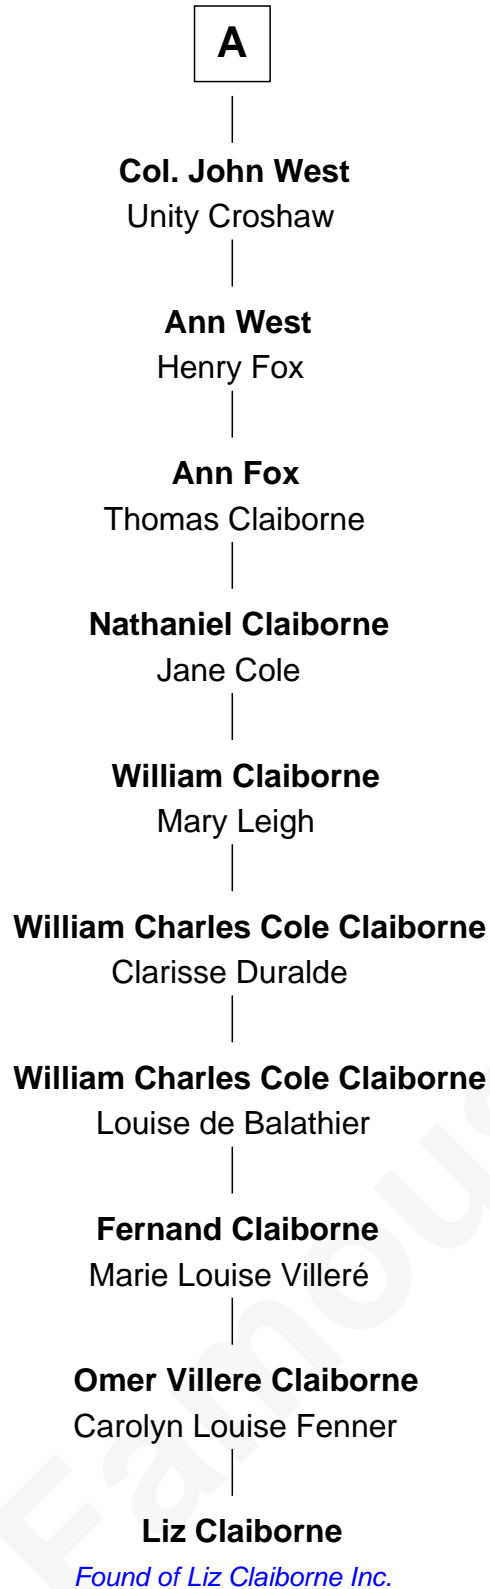 A
Col. John West
Unity Croshaw
Ann West
Henry Fox
Ann Fox
Thomas Claiborne
Nathaniel Claiborne
Jane Cole
William Claiborne
Mary Leigh
William Charles Cole Claiborne
Clarisse Duralde
William Charles Cole Claiborne
Louise de Balathier
Fernand Claiborne
Marie Louise Villeré
Omer Villere Claiborne
Carolyn Louise Fenner
Liz Claiborne
Found of Liz Claiborne Inc.
Famous